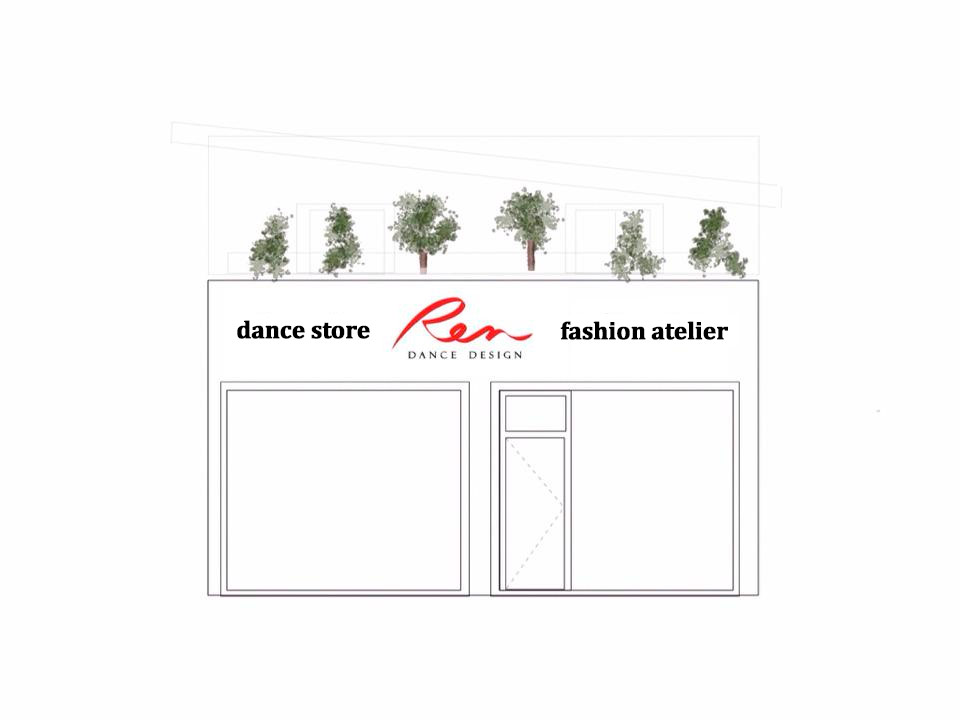 dance store
Ren
DANCE DESIGN
fashion atelier